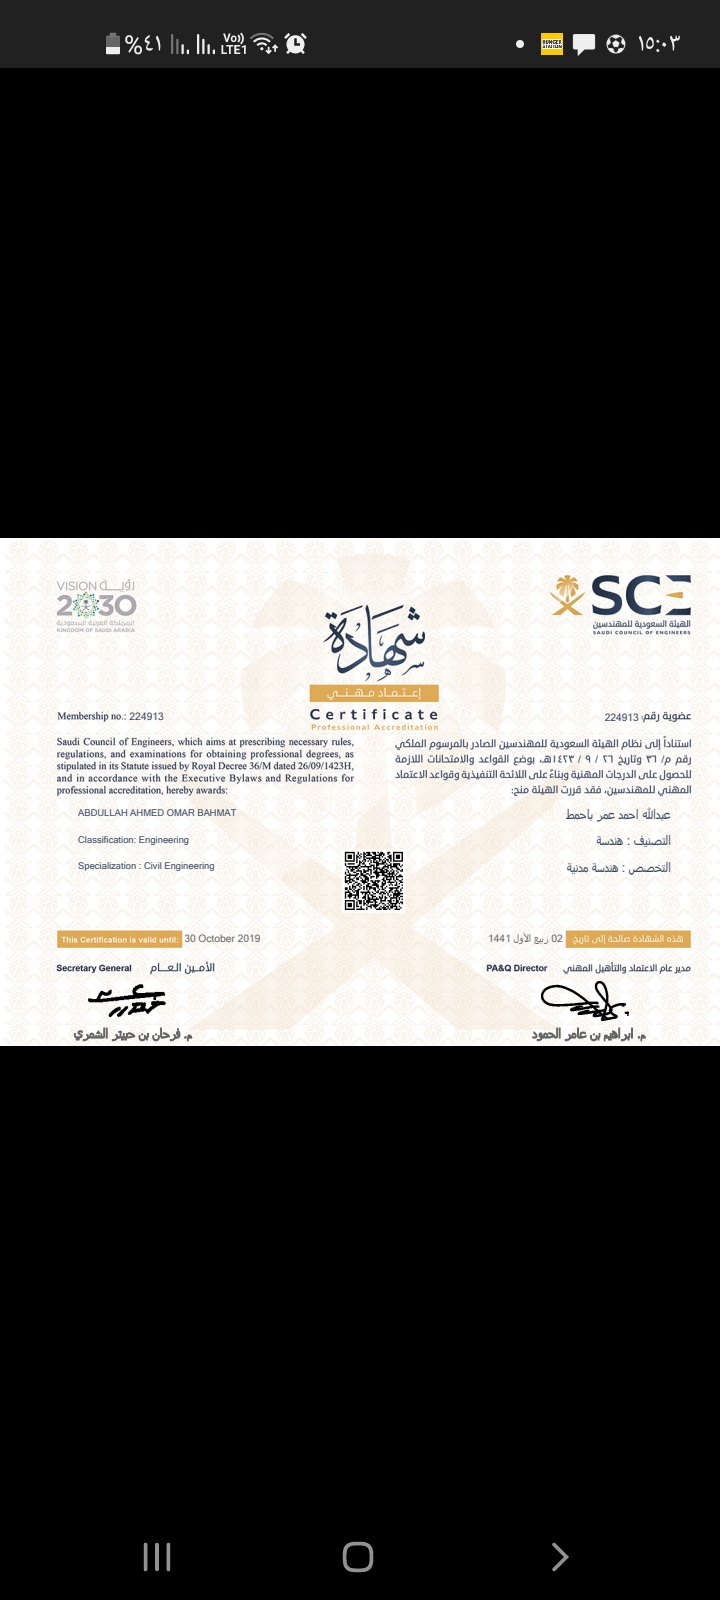 %٤١
Vo))
LTE1
HUNGER
STATION
١٥:٠٣
VISION رؤيـــة
2030
المملكة العربية السعودية
KINGDOM OF SAUDI ARABIA
SCE
الهيئة السعودية للمهندسين
SAUDI COUNCIL OF ENGINEERS
شهادة
إعـتـمـاد مـهـنـي
Certificate
Professional Accreditation
Membership no.: 224913
عضوية رقم: 224913
Saudi Council of Engineers, which aims at prescribing necessary rules,
regulations, and examinations for obtaining professional degrees, as
stipulated in its Statute issued by Royal Decree 36/M dated 26/09/1423H,
and in accordance with the Executive Bylaws and Regulations for
professional accreditation, hereby awards:
استناداً إلى نظام الهيئة السعودية للمهندسين الصادر بالمرسوم الملكي
رقم م/ ٣٦ وتاريخ ٢٦ / ٩ / ١٤٢٣هـ، بوضع القواعد والامتحانات اللازمة
للحصول على الدرجات المهنية وبناءً على اللائحة التنفيذية وقواعد الاعتماد
المهني للمهندسين، فقد قررت الهيئة منح:
ABDULLAH AHMED OMAR BAHMAT
Classification: Engineering
Specialization : Civil Engineering
عبدالله احمد عمر باحمط
التصنيف : هندسة
التخصص : هندسة مدنية
This Certification is valid until: 30 October 2019
هذه الشهادة صالحة إلى تاريخ: 02 ربيع الأول 1441
Secretary General الأمــين الـعـــام
PA&Q Director مدير عام الاعتماد والتأهيل المهني
م. فرحان بن حبيتر الشمري
م. ابراهيم بن عامر الحمود